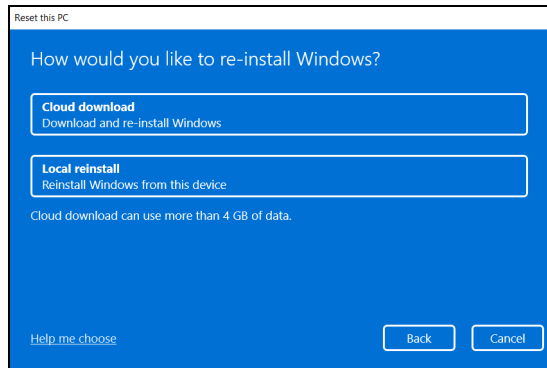 Reset this PC
How would you like to re-install Windows?
Cloud download
Download and re-install Windows
Local reinstall
Reinstall Windows from this device
Cloud download can use more than 4 GB of data.
Help me choose
Back
Cancel